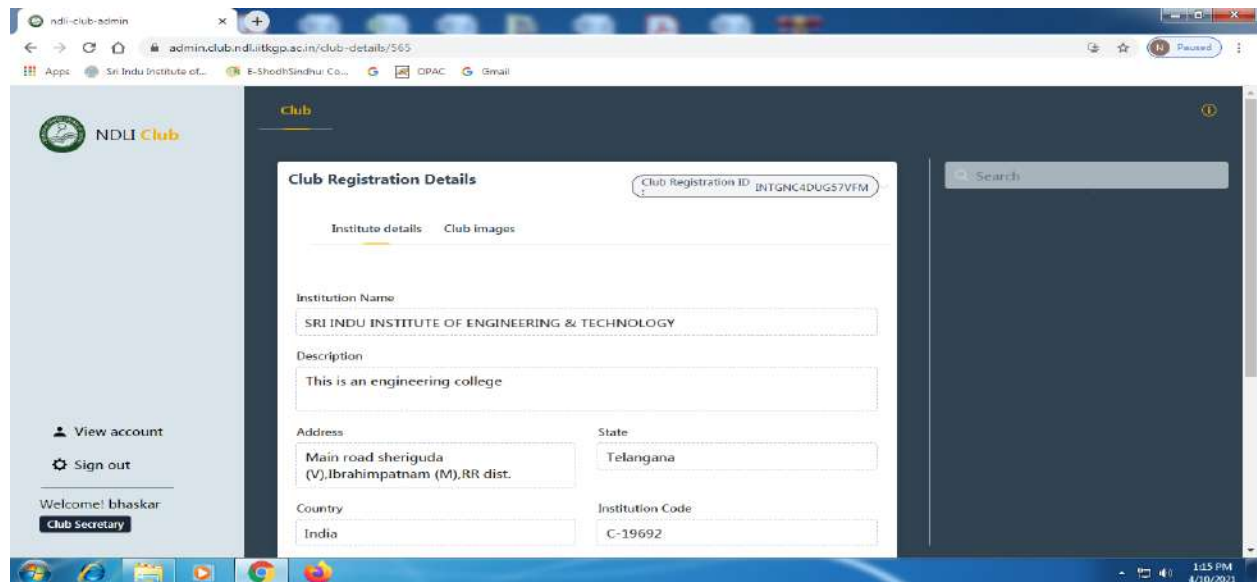 ndli-club-admin
admin.club.ndl.iitkgp.ac.in/club-details/565
Paused
Apps
Sri Indu Institute of...
E-ShodhSindhu: Co...
OPAC
Gmail
NDLI Club
Club
Club Registration Details
Club Registration ID : INTGNC4DUG57VFM
Search
Institute details
Club images
Institution Name
SRI INDU INSTITUTE OF ENGINEERING & TECHNOLOGY
Description
This is an engineering college
Address
Main road sheriguda
(V),Ibrahimpatnam (M),RR dist.
State
Telangana
Country
India
Institution Code
C-19692
View account
Sign out
Welcome! bhaskar
Club Secretary
1:15 PM
4/10/2021